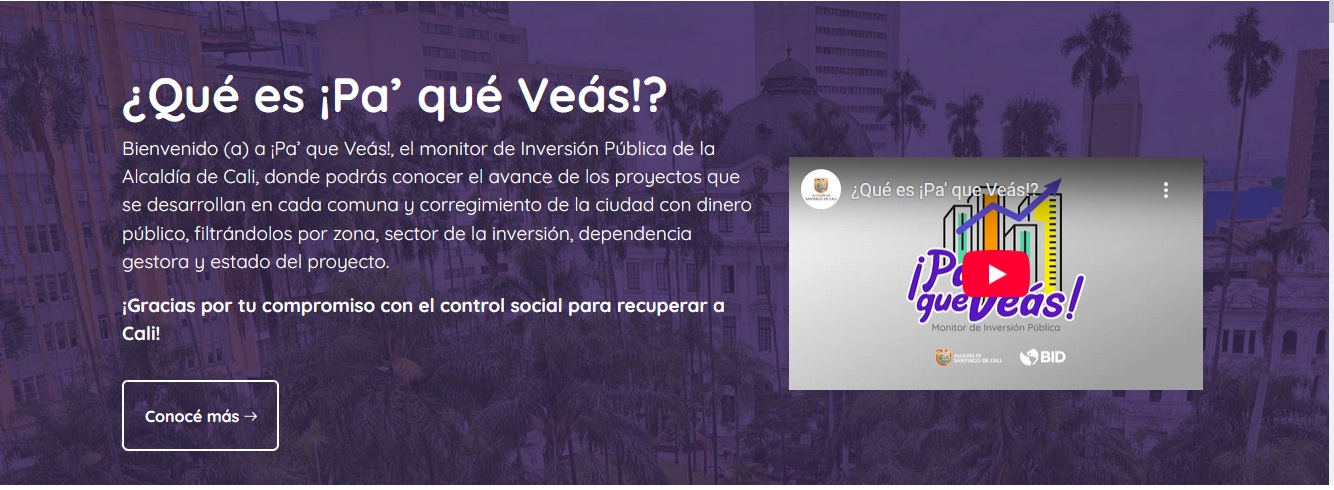 ¿Qué es ¡Pa’ qué Veás!?
Bienvenido (a) a ¡Pa’ que Veás!, el monitor de Inversión Pública de la
Alcaldía de Cali, donde podrás conocer el avance de los proyectos que
se desarrollan en cada comuna y corregimiento de la ciudad con dinero
público, filtrándolos por zona, sector de la inversión, dependencia
gestora y estado del proyecto.
¡Gracias por tu compromiso con el control social para recuperar a
Cali!
Conocé más →
¿Qué es ¡Pa' que Veás!?
¡Pa
que Veás!
Monitor de Inversión Pública
ALCALDÍA DE
SANTIAGO DE CALI
BID